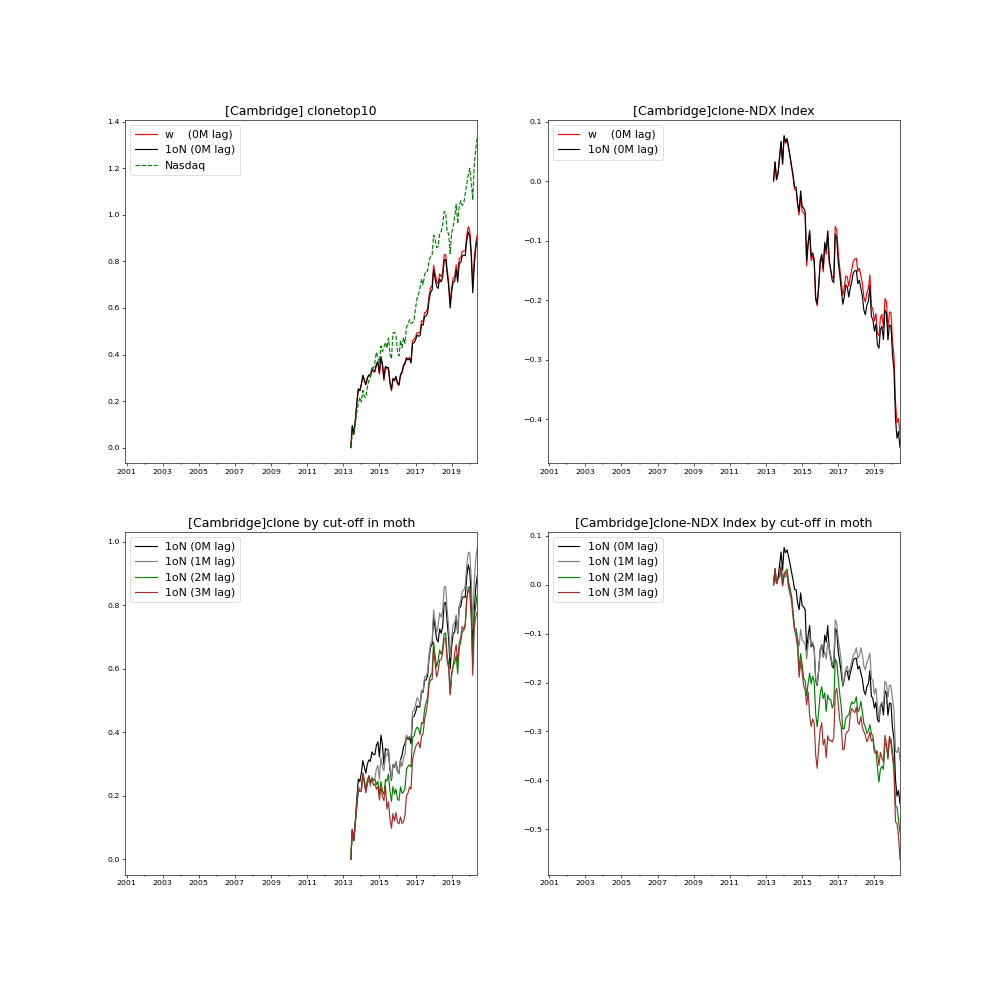 [Cambridge] clonetop10
1.4
1.2
1.0
0.8
0.6
0.4
0.2
0.0
w (0M lag)
1oN (0M lag)
Nasdaq
2001 2003 2005 2007 2009 2011 2013 2015 2017 2019
[Cambridge]clone-NDX Index
0.1
0.0
−0.1
−0.2
−0.3
−0.4
w (0M lag)
1oN (0M lag)
2001 2003 2005 2007 2009 2011 2013 2015 2017 2019
[Cambridge]clone by cut-off in moth
1.0
0.8
0.6
0.4
0.2
0.0
1oN (0M lag)
1oN (1M lag)
1oN (2M lag)
1oN (3M lag)
2001 2003 2005 2007 2009 2011 2013 2015 2017 2019
[Cambridge]clone-NDX Index by cut-off in moth
0.1
0.0
−0.1
−0.2
−0.3
−0.4
−0.5
1oN (0M lag)
1oN (1M lag)
1oN (2M lag)
1oN (3M lag)
2001 2003 2005 2007 2009 2011 2013 2015 2017 2019